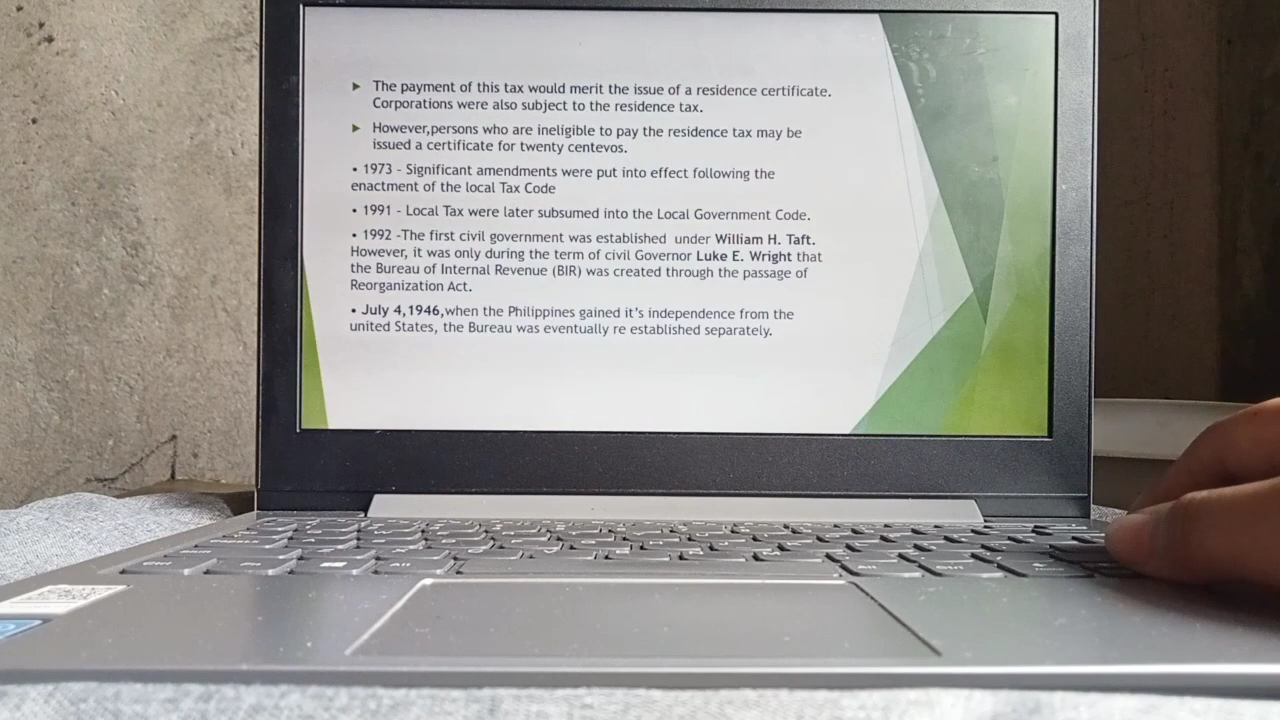 The payment of this tax would merit the issue of a residence certificate.
Corporations were also subject to the residence tax.
However,persons who are ineligible to pay the residence tax may be
issued a certificate for twenty centevos.
• 1973 - Significant amendments were put into effect following the
enactment of the local Tax Code
• 1991 - Local Tax were later subsumed into the Local Government Code.
• 1992 -The first civil government was established under William H. Taft.
However, it was only during the term of civil Governor Luke E. Wright that
the Bureau of Internal Revenue (BIR) was created through the passage of
Reorganization Act.
• July 4,1946,when the Philippines gained it's independence from the
united States, the Bureau was eventually re established separately.
Ctrl Fn Alt Alt Ctrl Home